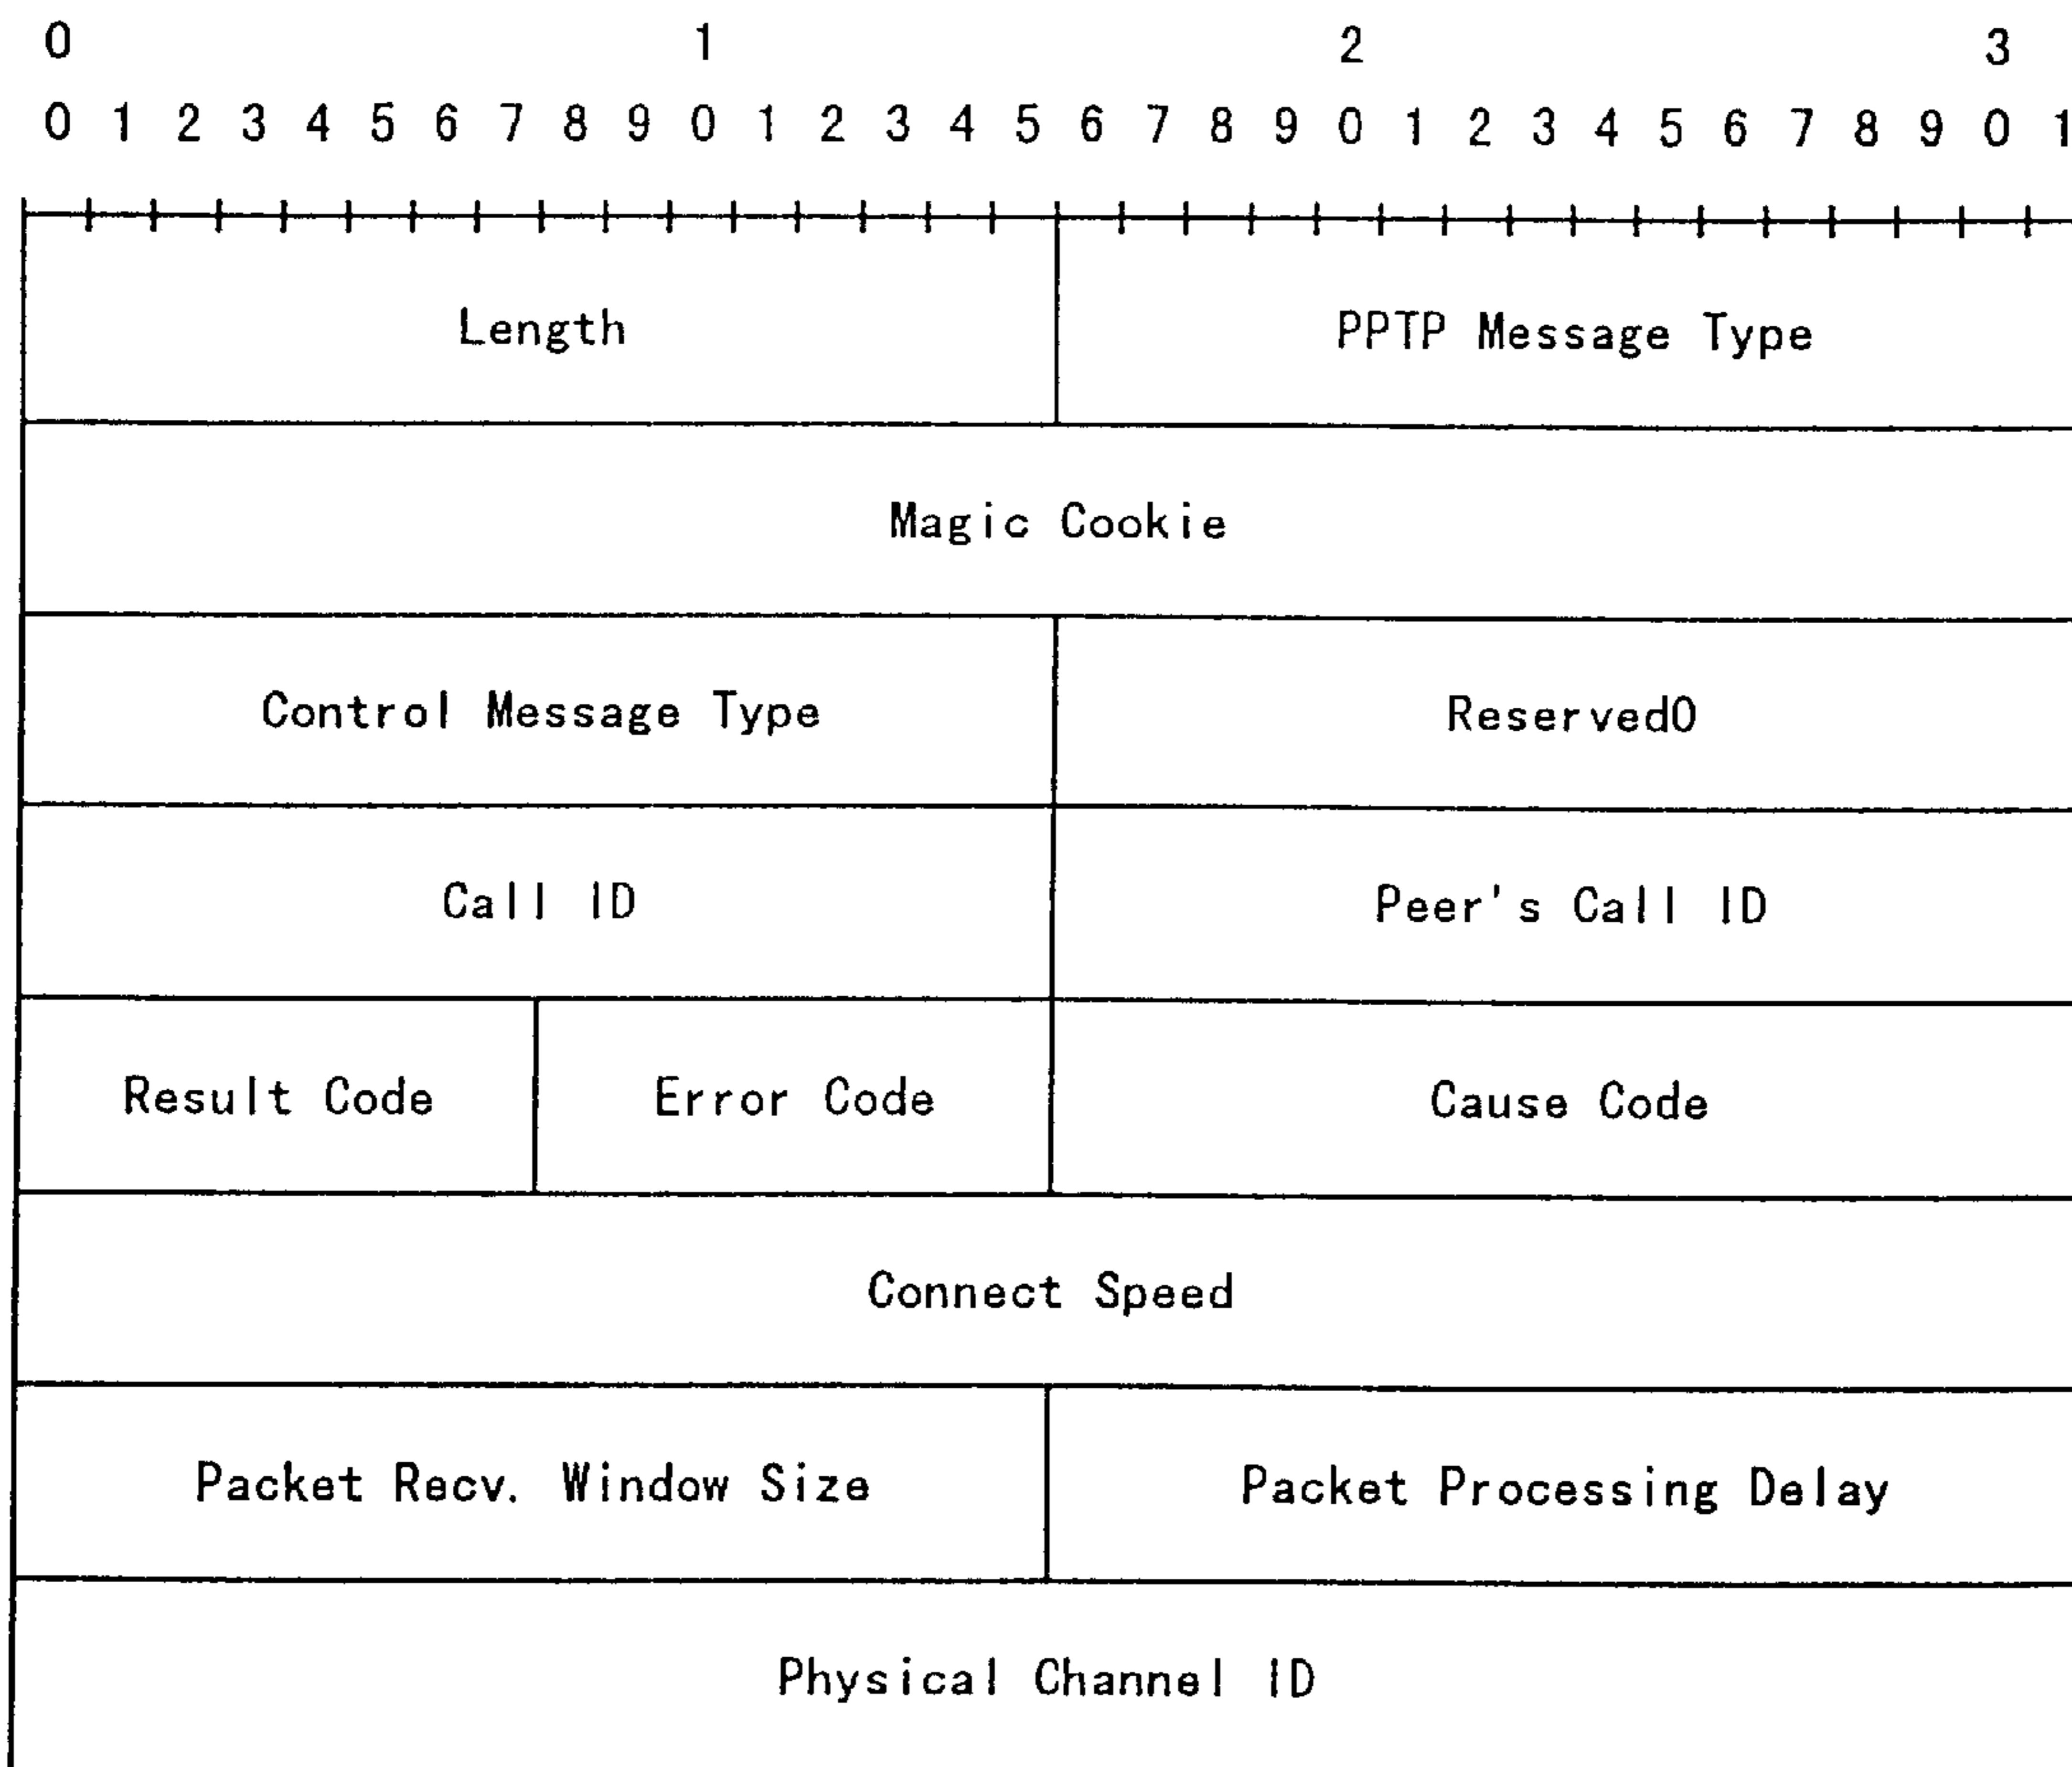 0 1 2 3
0 1 2 3 4 5 6 7 8 9 0 1 2 3 4 5 6 7 8 9 0 1 2 3 4 5 6 7 8 9 0 1
Length PPTP Message Type
Magic Cookie
Control Message Type Reserved0
Call ID Peer's Call ID
Result Code Error Code Cause Code
Connect Speed
Packet Recv. Window Size Packet Processing Delay
Physical Channel ID